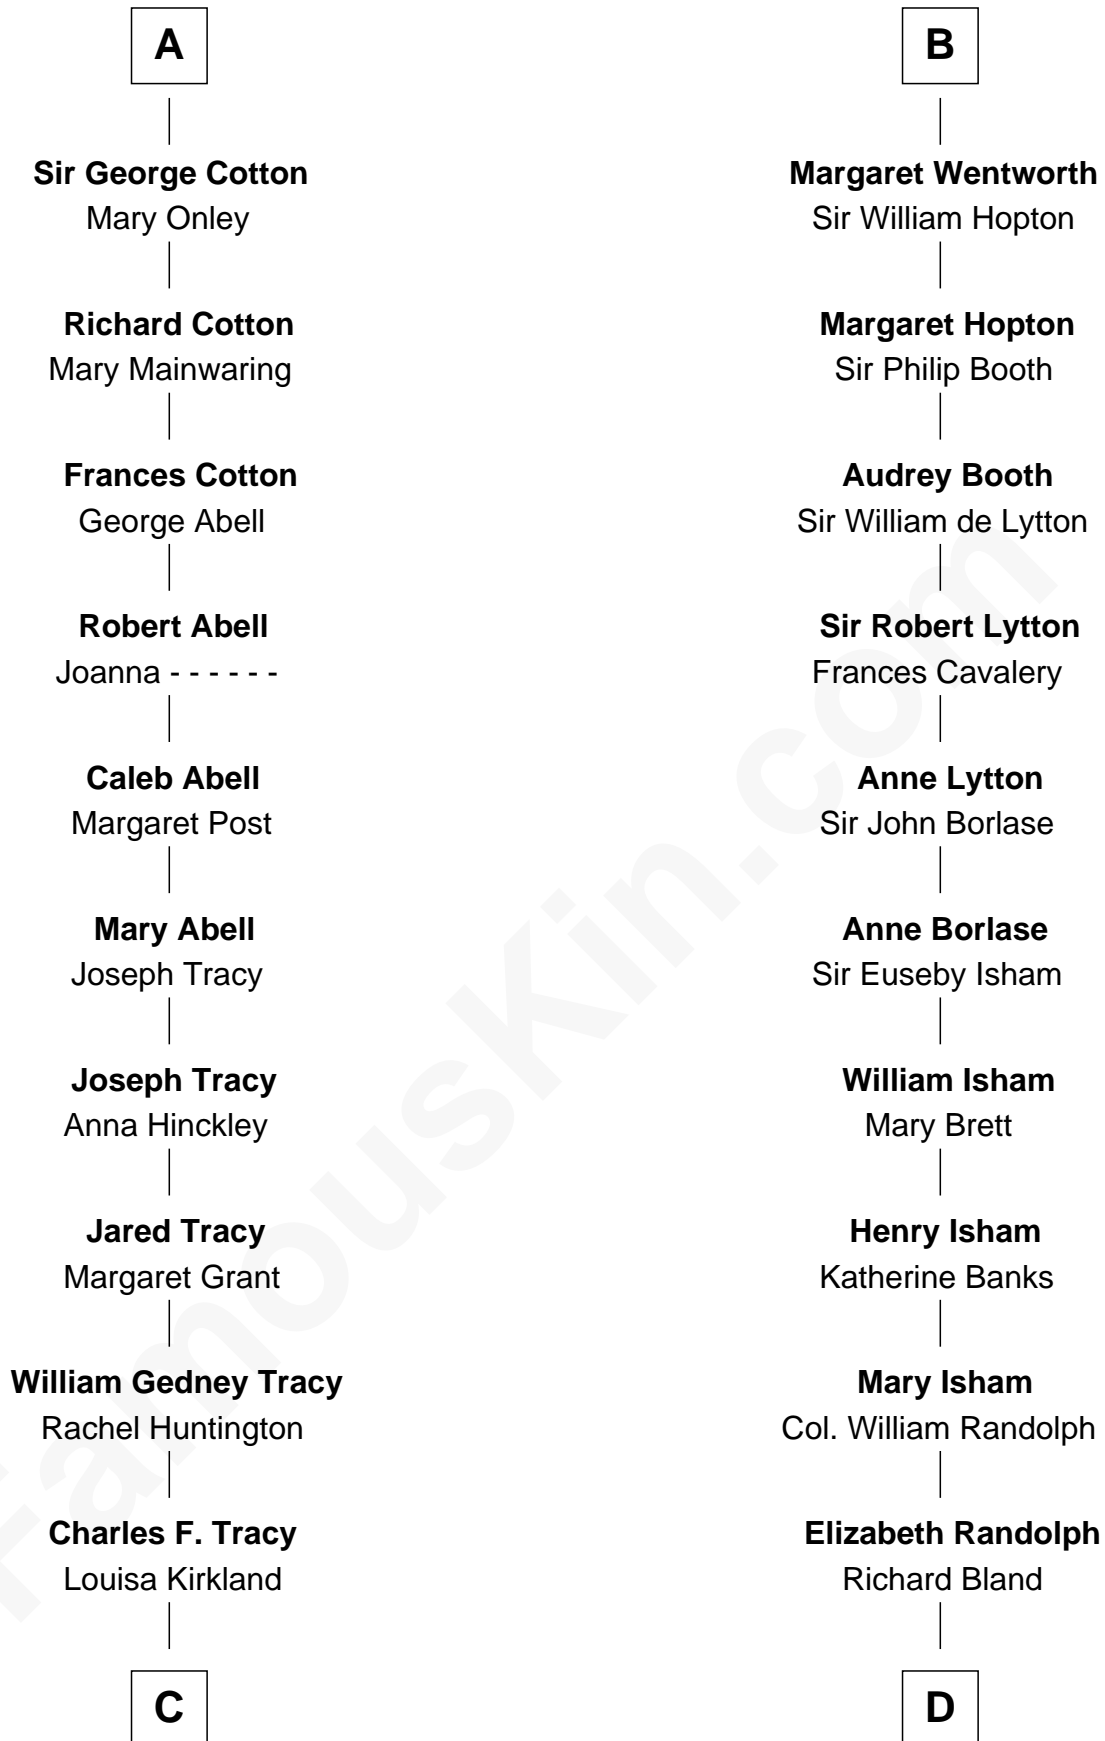 A
Sir George Cotton
Mary Onley
Richard Cotton
Mary Mainwaring
Frances Cotton
George Abell
Robert Abell
Joanna - - - - - -
Caleb Abell
Margaret Post
Mary Abell
Joseph Tracy
Joseph Tracy
Anna Hinckley
Jared Tracy
Margaret Grant
William Gedney Tracy
Rachel Huntington
Charles F. Tracy
Louisa Kirkland
C
B
Margaret Wentworth
Sir William Hopton
Margaret Hopton
Sir Philip Booth
Audrey Booth
Sir William de Lytton
Sir Robert Lytton
Frances Cavalery
Anne Lytton
Sir John Borlase
Anne Borlase
Sir Euseby Isham
William Isham
Mary Brett
Henry Isham
Katherine Banks
Mary Isham
Col. William Randolph
Elizabeth Randolph
Richard Bland
D
FamousKin.com